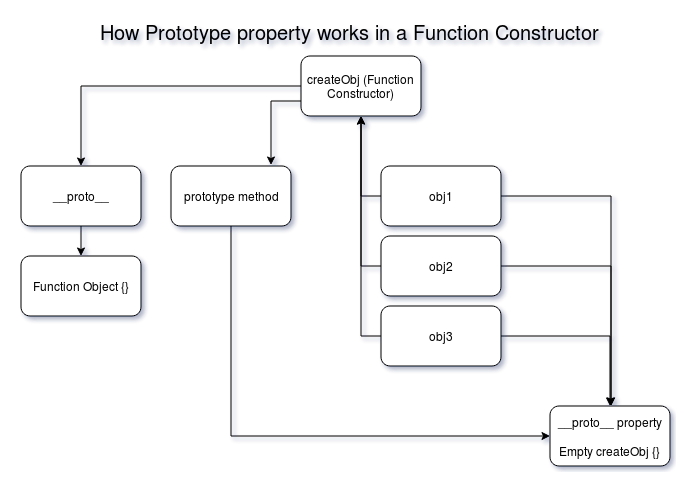 How Prototype property works in a Function Constructor
createObj (Function
Constructor)
__proto__
prototype method
obj1
obj2
Function Object {}
obj3
__proto__ property
Empty createObj {}